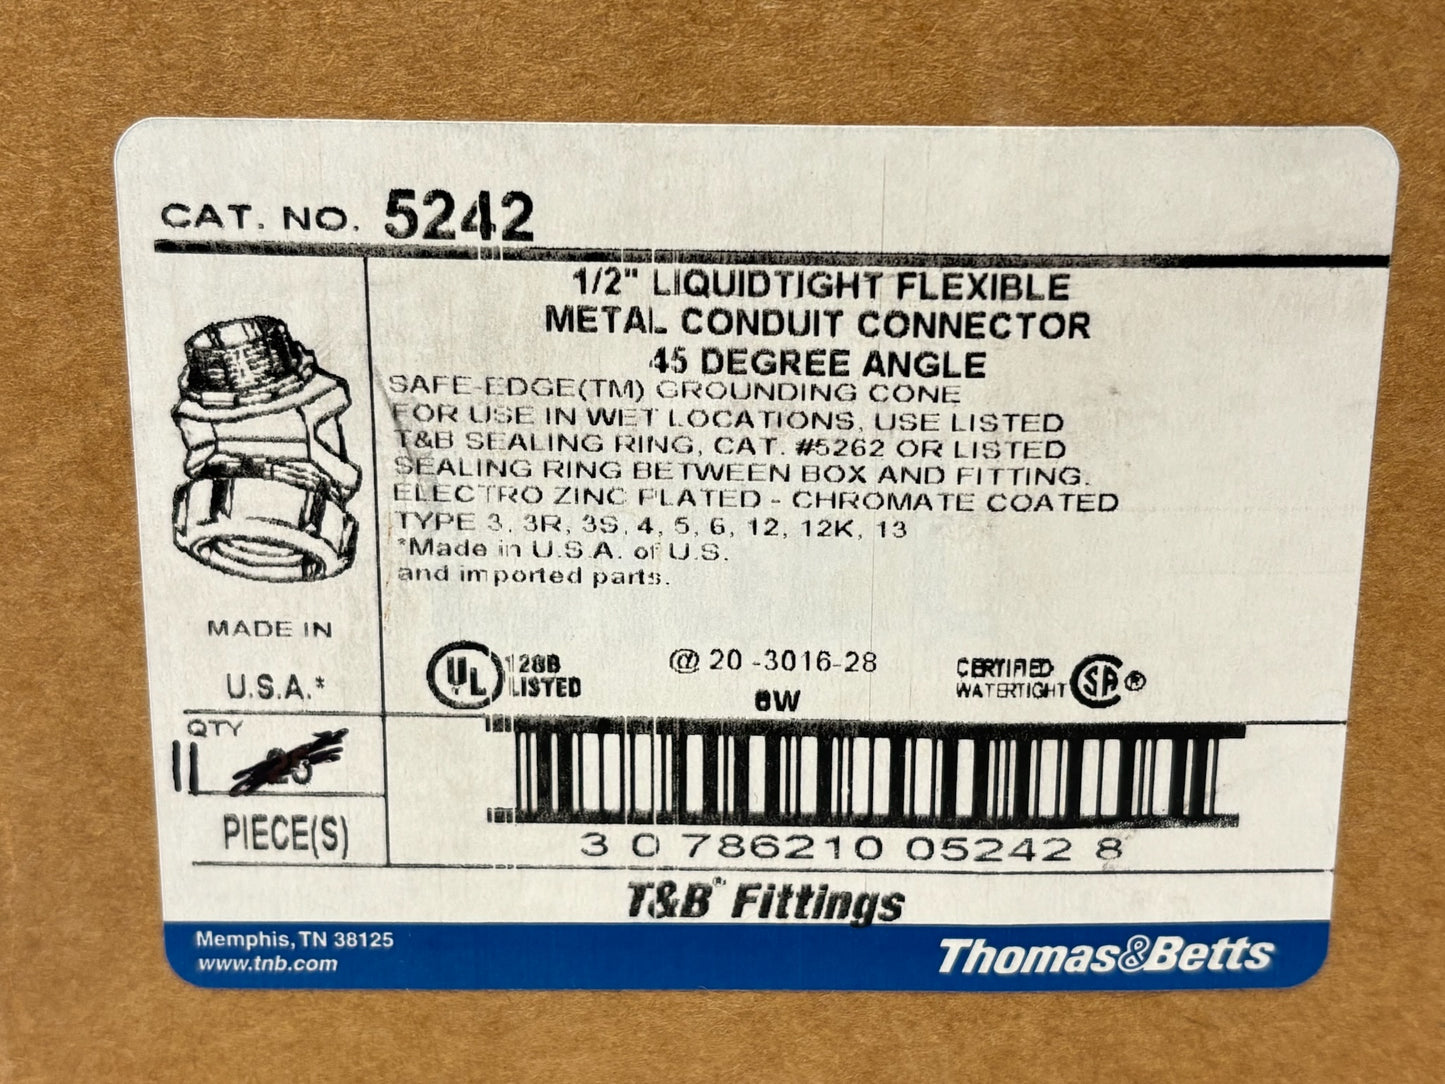 CAT. NO. 5242
1/2" LIQUIDTIGHT FLEXIBLE
METAL CONDUIT CONNECTOR
45 DEGREE ANGLE
SAFE-EDGE(TM) GROUNDING CONE
FOR USE IN WET LOCATIONS, USE LISTED
T&B SEALING RING, CAT. #5262 OR LISTED
SEALING RING BETWEEN BOX AND FITTING.
ELECTRO ZINC PLATED - CHROMATE COATED
TYPE 3, 3R, 3S, 4, 5, 6, 12, 12K, 13
*Made in U.S.A. of U.S.
and imported parts.
MADE IN
U.S.A.*
UL 128B
LISTED
@ 20 -3016-28
CERTIFIED
WATERTIGHT SA ®
QTY
11
PIECE(S)
3 0 786210 05242 8
T&B® Fittings
Memphis, TN 38125
www.tnb.com
Thomas&Betts